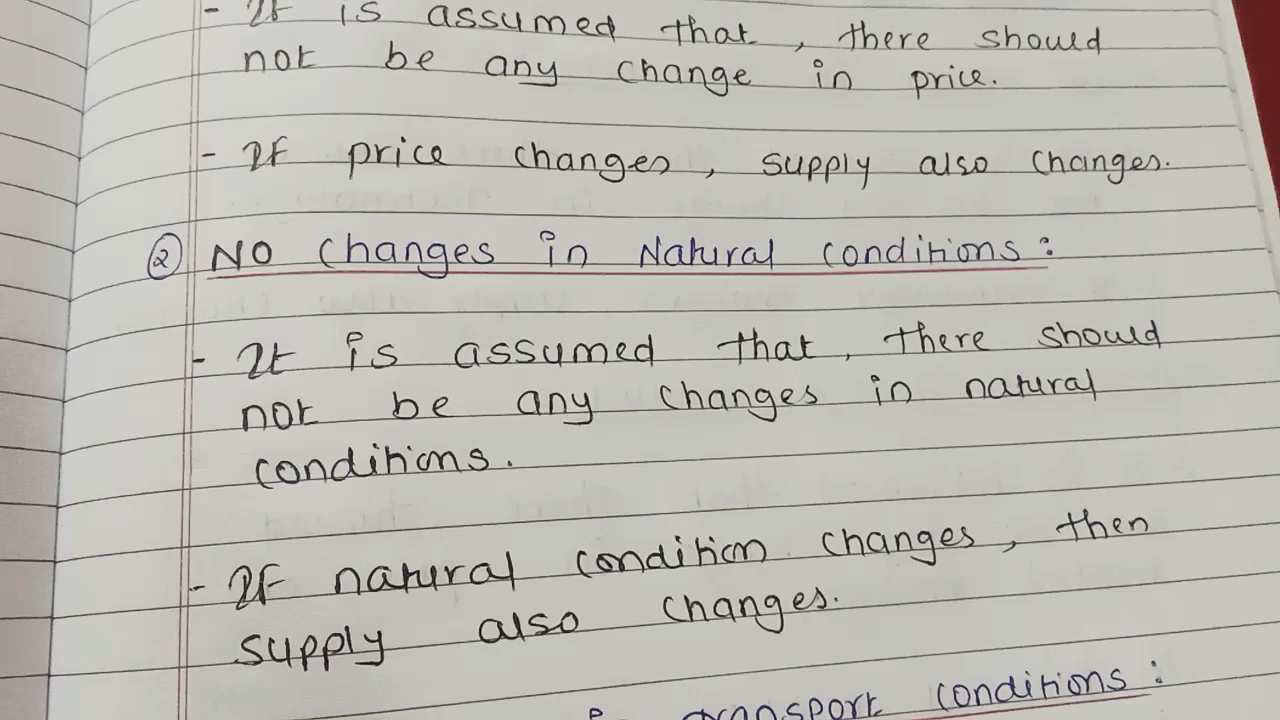 - It is assumed that, there should
not be any change in price.
- If price changes, supply also changes.
② No changes in Natural conditions:
- It is assumed that, there should
not be any changes in natural
conditions.
- If natural condition changes, then
supply also changes.
in transport conditions: